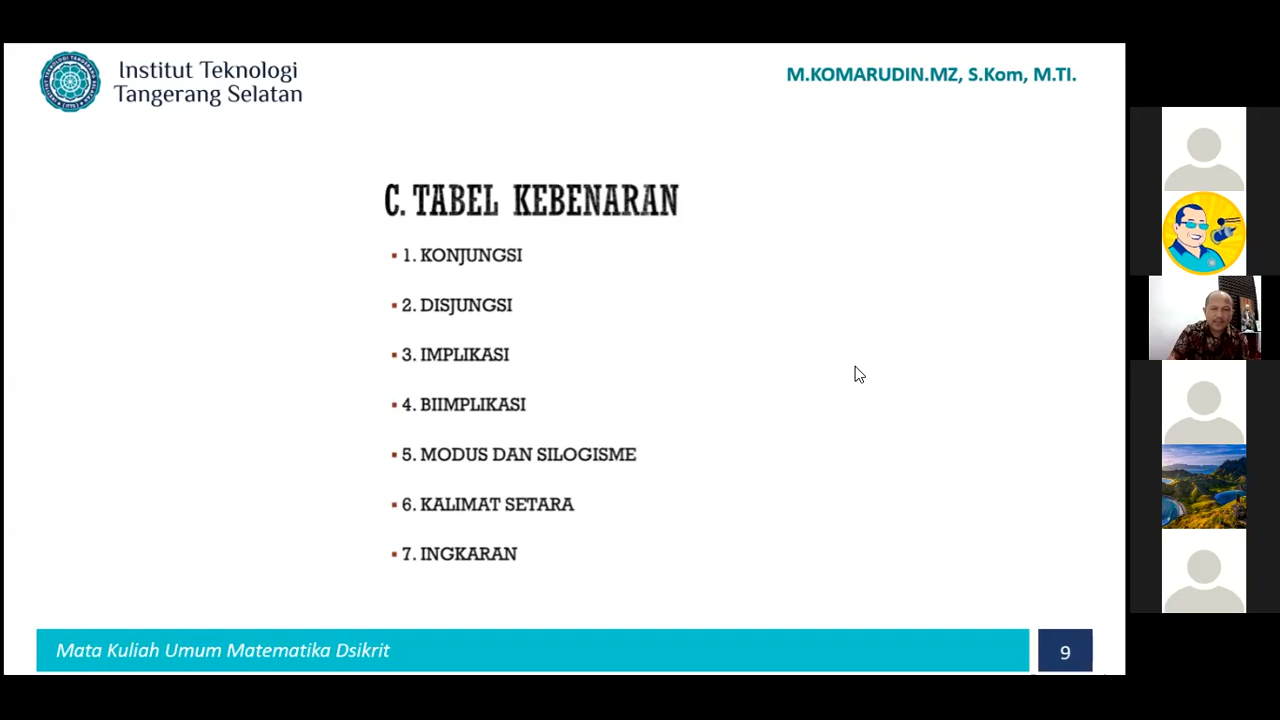 Institut Teknologi
Tangerang Selatan
M.KOMARUDIN.MZ, S.Kom, M.TI.
C. TABEL KEBENARAN
1. KONJUNGSI
2. DISJUNGSI
3. IMPLIKASI
4. BIIMPLIKASI
5. MODUS DAN SILOGISME
6. KALIMAT SETARA
7. INGKARAN
Mata Kuliah Umum Matematika Dsikrit
9